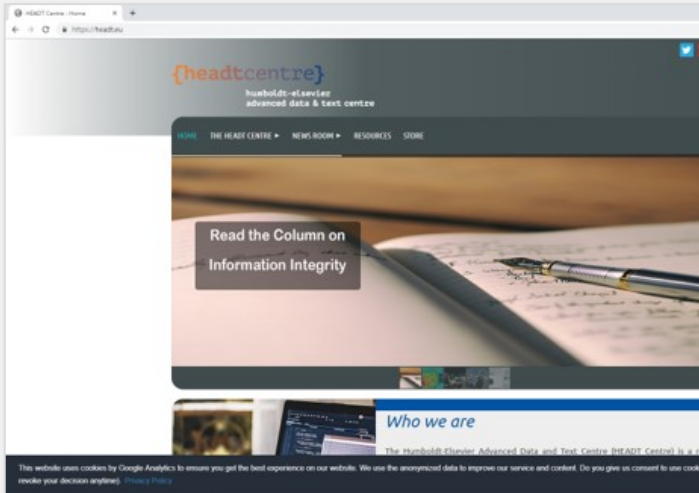 HEADT Centre : Home
https://headt.eu
{headtcentre}
humboldt-elsevier
advanced data & text centre
HOME THE HEADT CENTRE NEWS ROOM RESOURCES STORE
Read the Column on
Information Integrity
Who we are
The Humboldt-Elsevier Advanced Data and Text Centre (HEADT Centre) is a
This website uses cookies by Google Analytics to ensure you get the best experience on our website. We use the anonymized data to improve our service and content. Do you give us consent to use
revoke your decision anytime). Privacy Policy